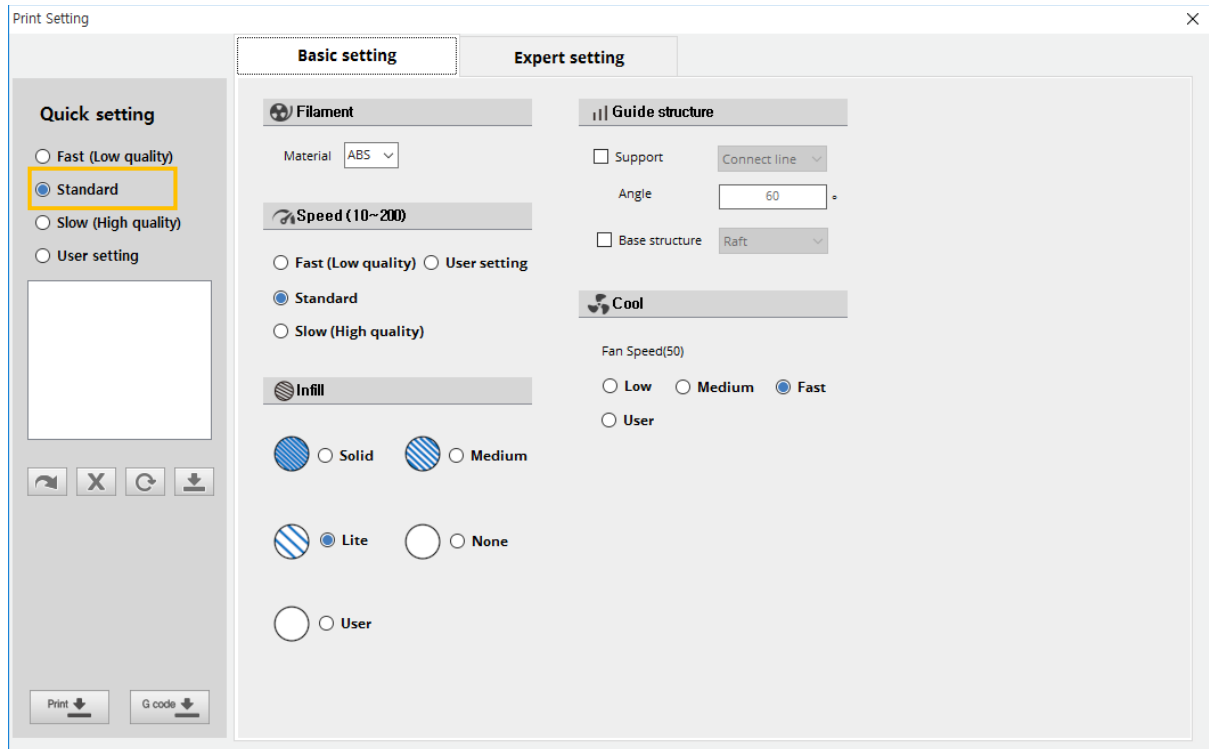 Print Setting
Basic setting
Expert setting
Quick setting
Fast (Low quality)
Standard
Slow (High quality)
User setting
X
Print
G code
Filament
Material ABS
Speed (10~200)
Fast (Low quality) User setting
Standard
Slow (High quality)
Infill
Solid Medium
Lite None
User
Guide structure
Support Connect line
Angle 60 °
Base structure Raft
Cool
Fan Speed(50)
Low Medium Fast
User